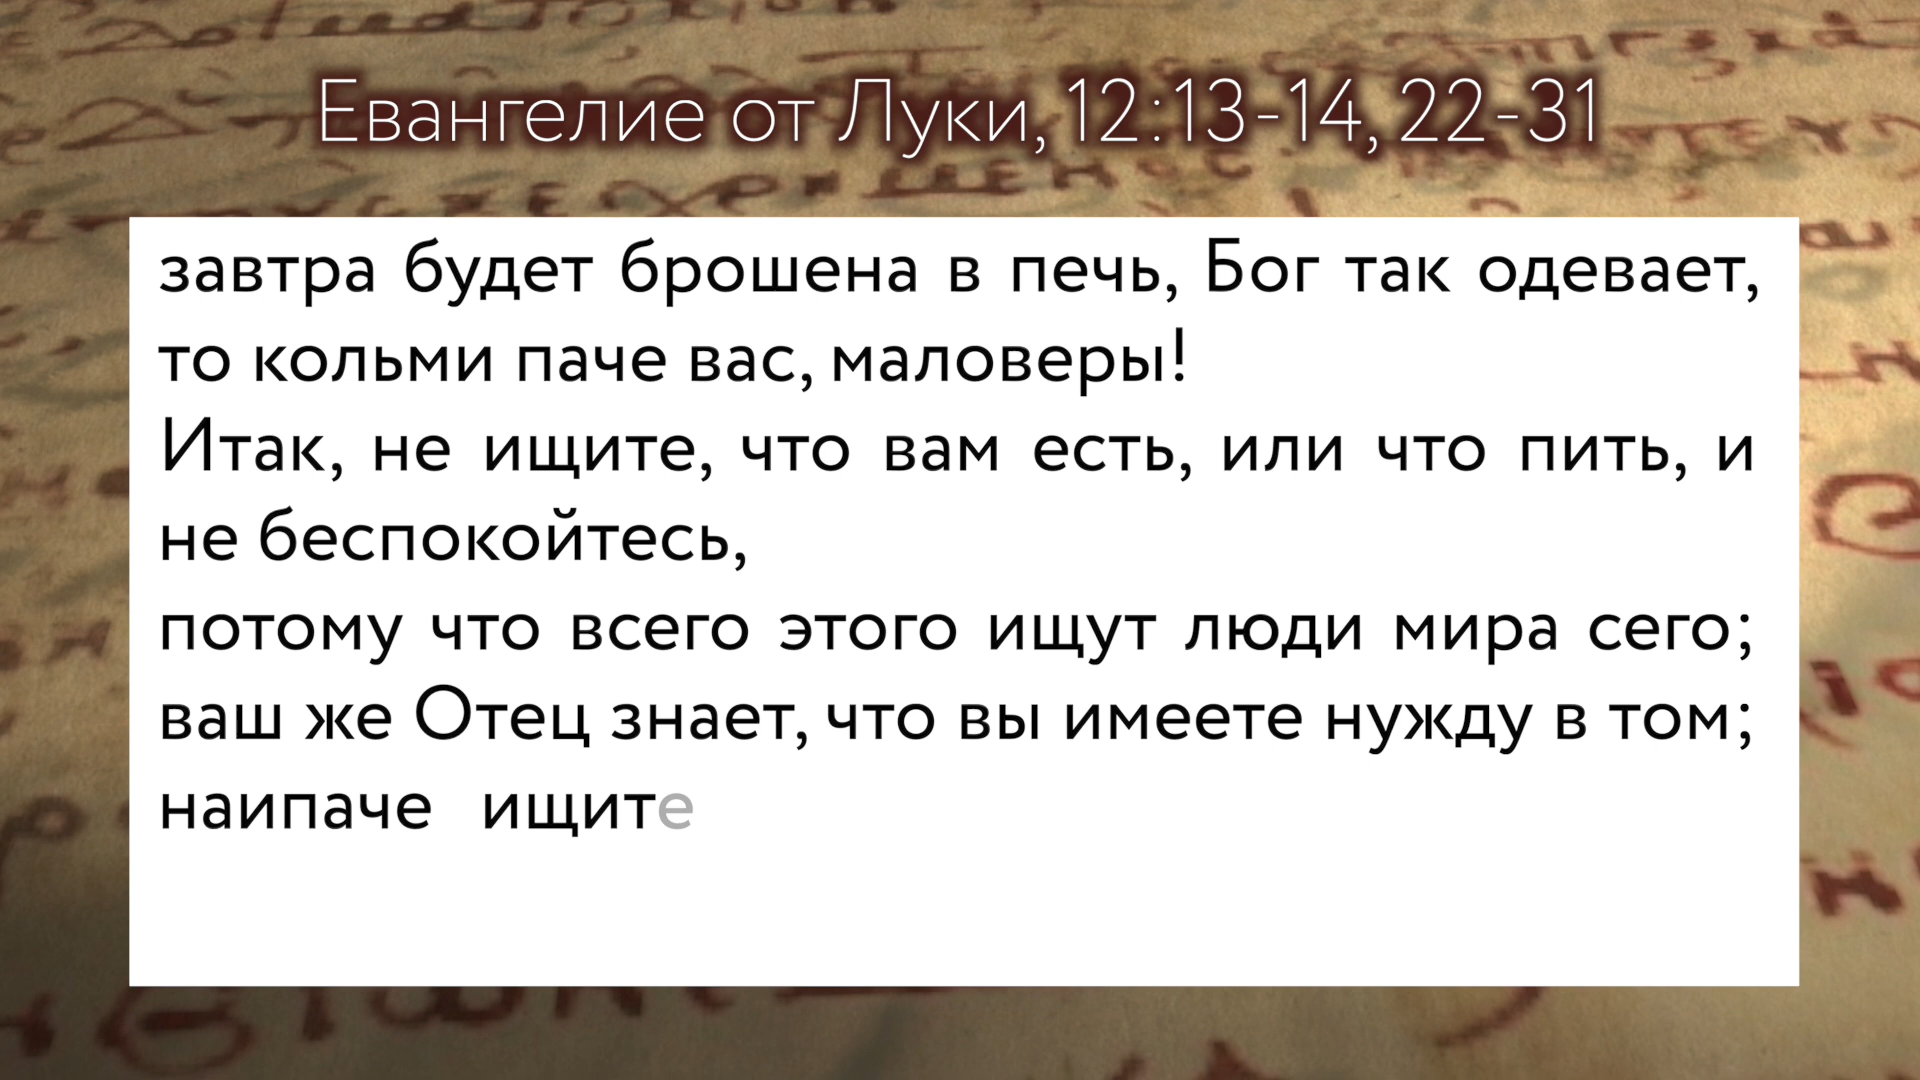 Евангелие от Луки, 12:13-14, 22-31
завтра будет брошена в печь, Бог так одевает,
то кольми паче вас, маловеры!
Итак, не ищите, что вам есть, или что пить, и
не беспокойтесь,
потому что всего этого ищут люди мира сего;
ваш же Отец знает, что вы имеете нужду в том;
наипаче ищите